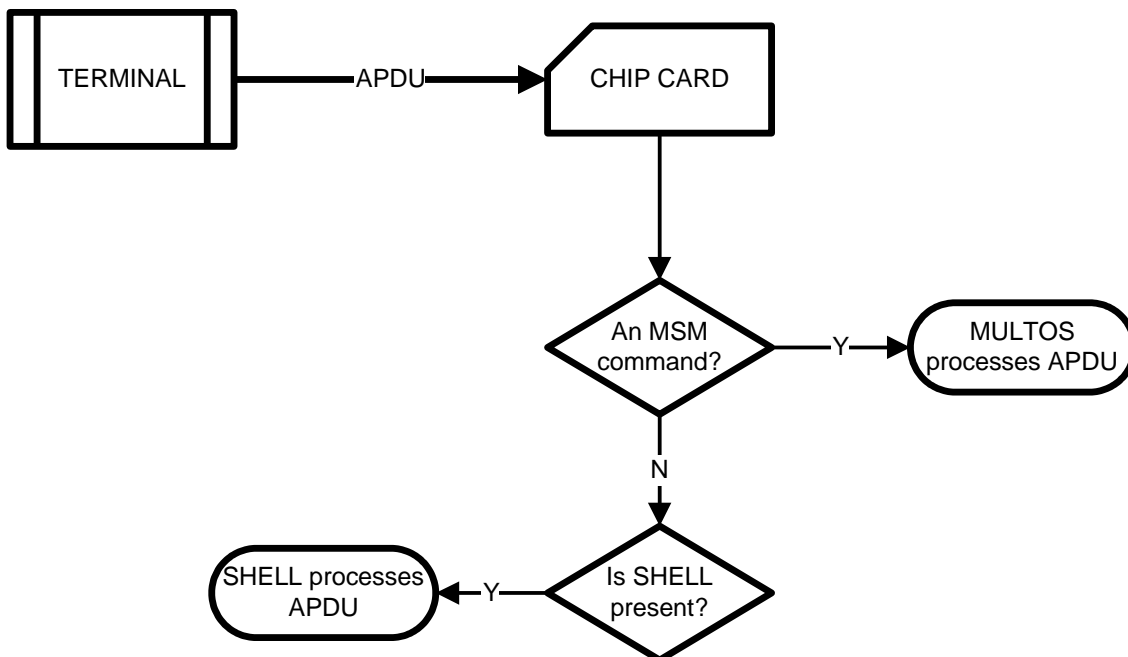 TERMINAL
APDU
CHIP CARD
An MSM
command?
Y
MULTOS
processes APDU
N
SHELL processes
APDU
Y
Is SHELL
present?